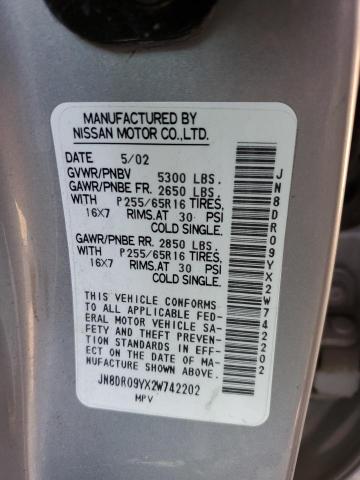 MANUFACTURED BY
NISSAN MOTOR CO.,LTD.
DATE 5/02
GVWR/PNBV 5300 LBS.
GAWR/PNBE FR. 2650 LBS.
WITH P255/65R16 TIRES,
16X7 RIMS.AT 30 PSI
COLD SINGLE.
GAWR/PNBE RR. 2850 LBS.
WITH P255/65R16 TIRES,
16X7 RIMS.AT 30 PSI
COLD SINGLE.
THIS VEHICLE CONFORMS
TO ALL APPLICABLE FED-
ERAL MOTOR VEHICLE SA-
FETY AND THEFT PREVEN-
TION STANDARDS IN EFF-
ECT ON THE DATE OF MA-
NUFACTURE SHOWN ABOVE.
JN8DR09YX2W742202
MPV
JN8DR09YX2W742202